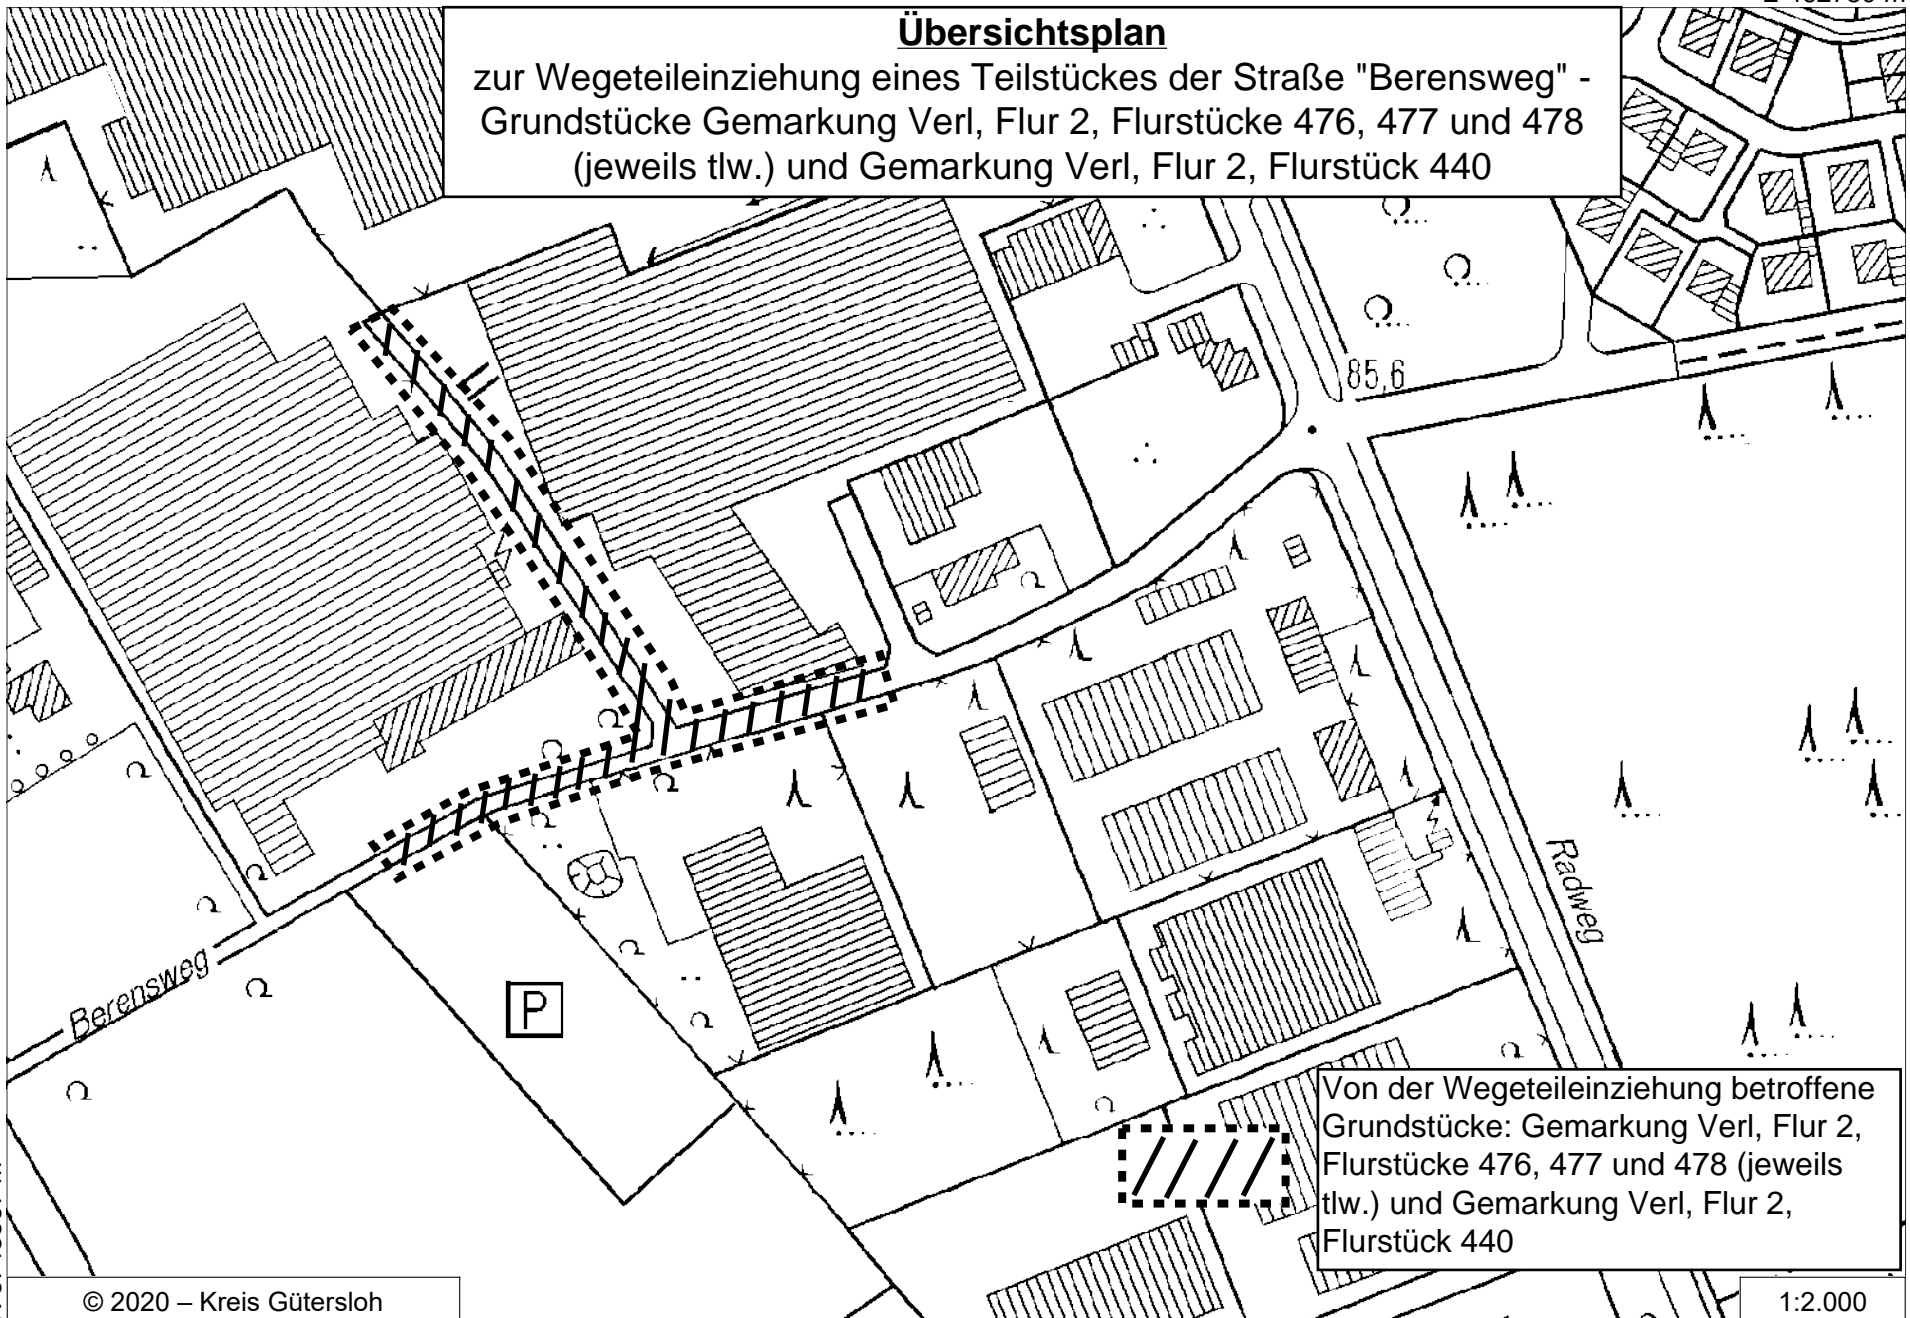 Übersichtsplan
zur Wegeteileinziehung eines Teilstückes der Straße "Berensweg" -
Grundstücke Gemarkung Verl, Flur 2, Flurstücke 476, 477 und 478
(jeweils tlw.) und Gemarkung Verl, Flur 2, Flurstück 440
85,6
Radweg
Berensweg
P
Von der Wegeteileinziehung betroffene
Grundstücke: Gemarkung Verl, Flur 2,
Flurstücke 476, 477 und 478 (jeweils
tlw.) und Gemarkung Verl, Flur 2,
Flurstück 440
© 2020 – Kreis Gütersloh
1:2.000